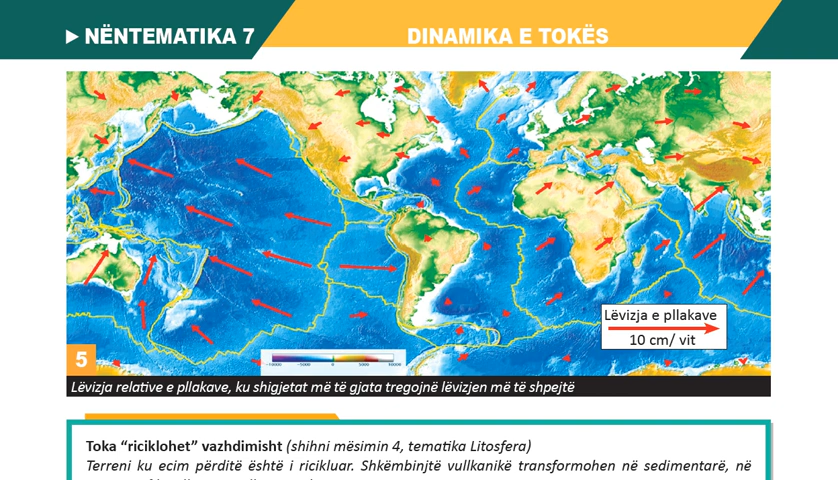 ▶ NËNTEMATIKA 7
DINAMIKA E TOKËS
Lëvizja e pllakave
10 cm/ vit
5
Lëvizja relative e pllakave, ku shigjetat më të gjata tregojnë lëvizjen më të shpejtë
Toka “riciklohet” vazhdimisht (shihni mësimin 4, tematika Litosfera)
Terreni ku ecim përditë është i ricikluar. Shkëmbinjtë vullkanikë transformohen në sedimentarë, në